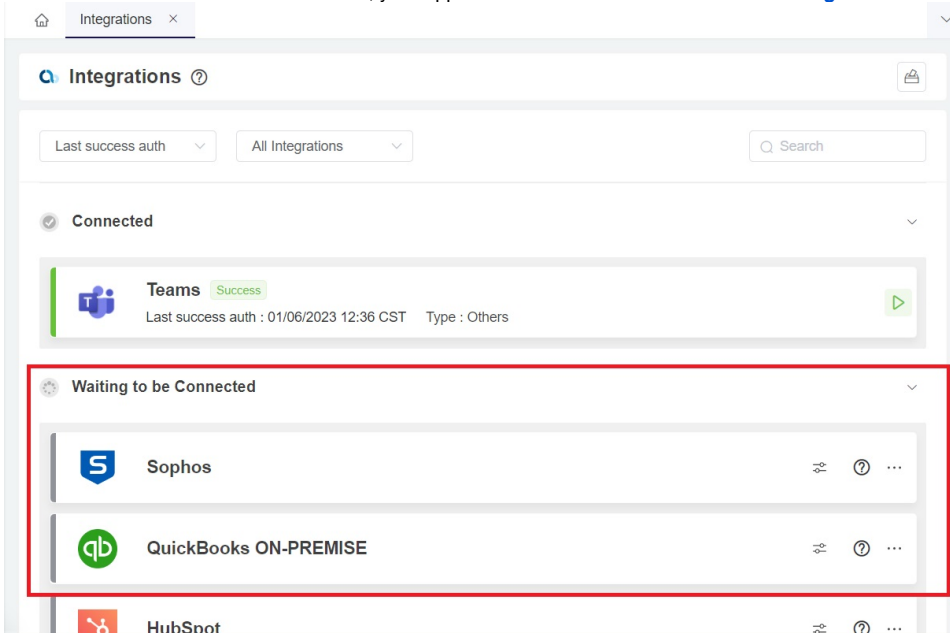 Integrations ×
Integrations
Last success auth
All Integrations
Search
Connected
Teams Success
Last success auth : 01/06/2023 12:36 CST Type : Others
Waiting to be Connected
Sophos
QuickBooks ON-PREMISE
HubSpot